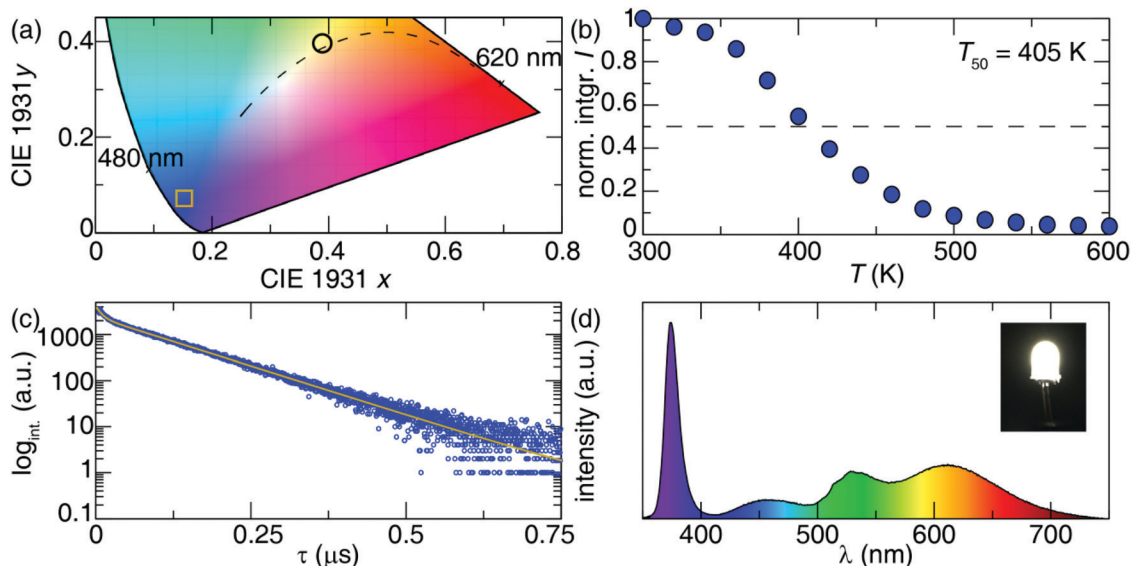 (a)
CIE 1931 y
0.4
0.2
0
620 nm
480 nm
0 0.2 0.4 0.6 0.8
CIE 1931 x
(b)
norm. intgr. I
1
0.8
0.6
0.4
0.2
0
T50 = 405 K
300 400 500 600
T (K)
(c)
log int. (a.u.)
1000
100
10
1
0.1
0 0.25 0.5 0.75
τ (μs)
(d)
intensity (a.u.)
400 500 600 700
λ (nm)